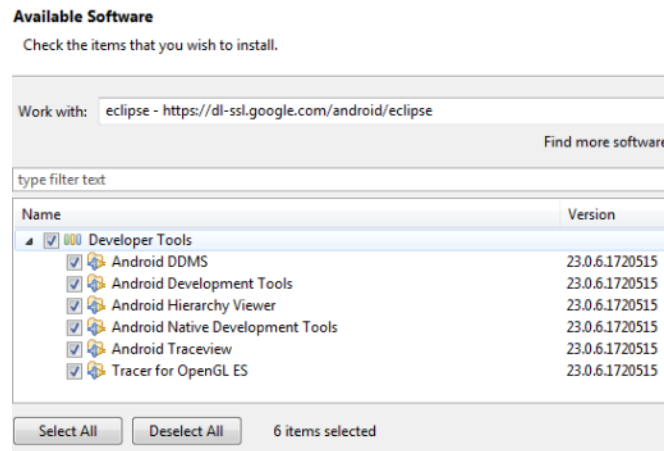 Available Software
Check the items that you wish to install.
Work with: eclipse - https://dl-ssl.google.com/android/eclipse
Find more software
type filter text
Name Version
Developer Tools
Android DDMS 23.0.6.1720515
Android Development Tools 23.0.6.1720515
Android Hierarchy Viewer 23.0.6.1720515
Android Native Development Tools 23.0.6.1720515
Android Traceview 23.0.6.1720515
Tracer for OpenGL ES 23.0.6.1720515
Select All Deselect All 6 items selected